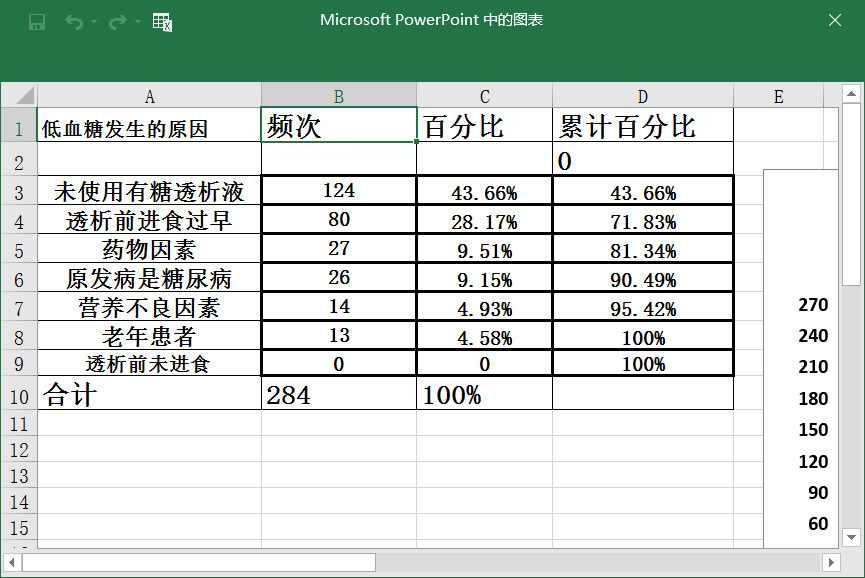 Microsoft PowerPoint 中的图表
A B C D E
1 低血糖发生的原因 频次 百分比 累计百分比
2 0
3 未使用有糖透析液 124 43.66% 43.66%
4 透析前进食过早 80 28.17% 71.83%
5 药物因素 27 9.51% 81.34%
6 原发病是糖尿病 26 9.15% 90.49%
7 营养不良因素 14 4.93% 95.42%
8 老年患者 13 4.58% 100%
9 透析前未进食 0 0 100%
10 合计 284 100%
11
12
13
14
15
270
240
210
180
150
120
90
60